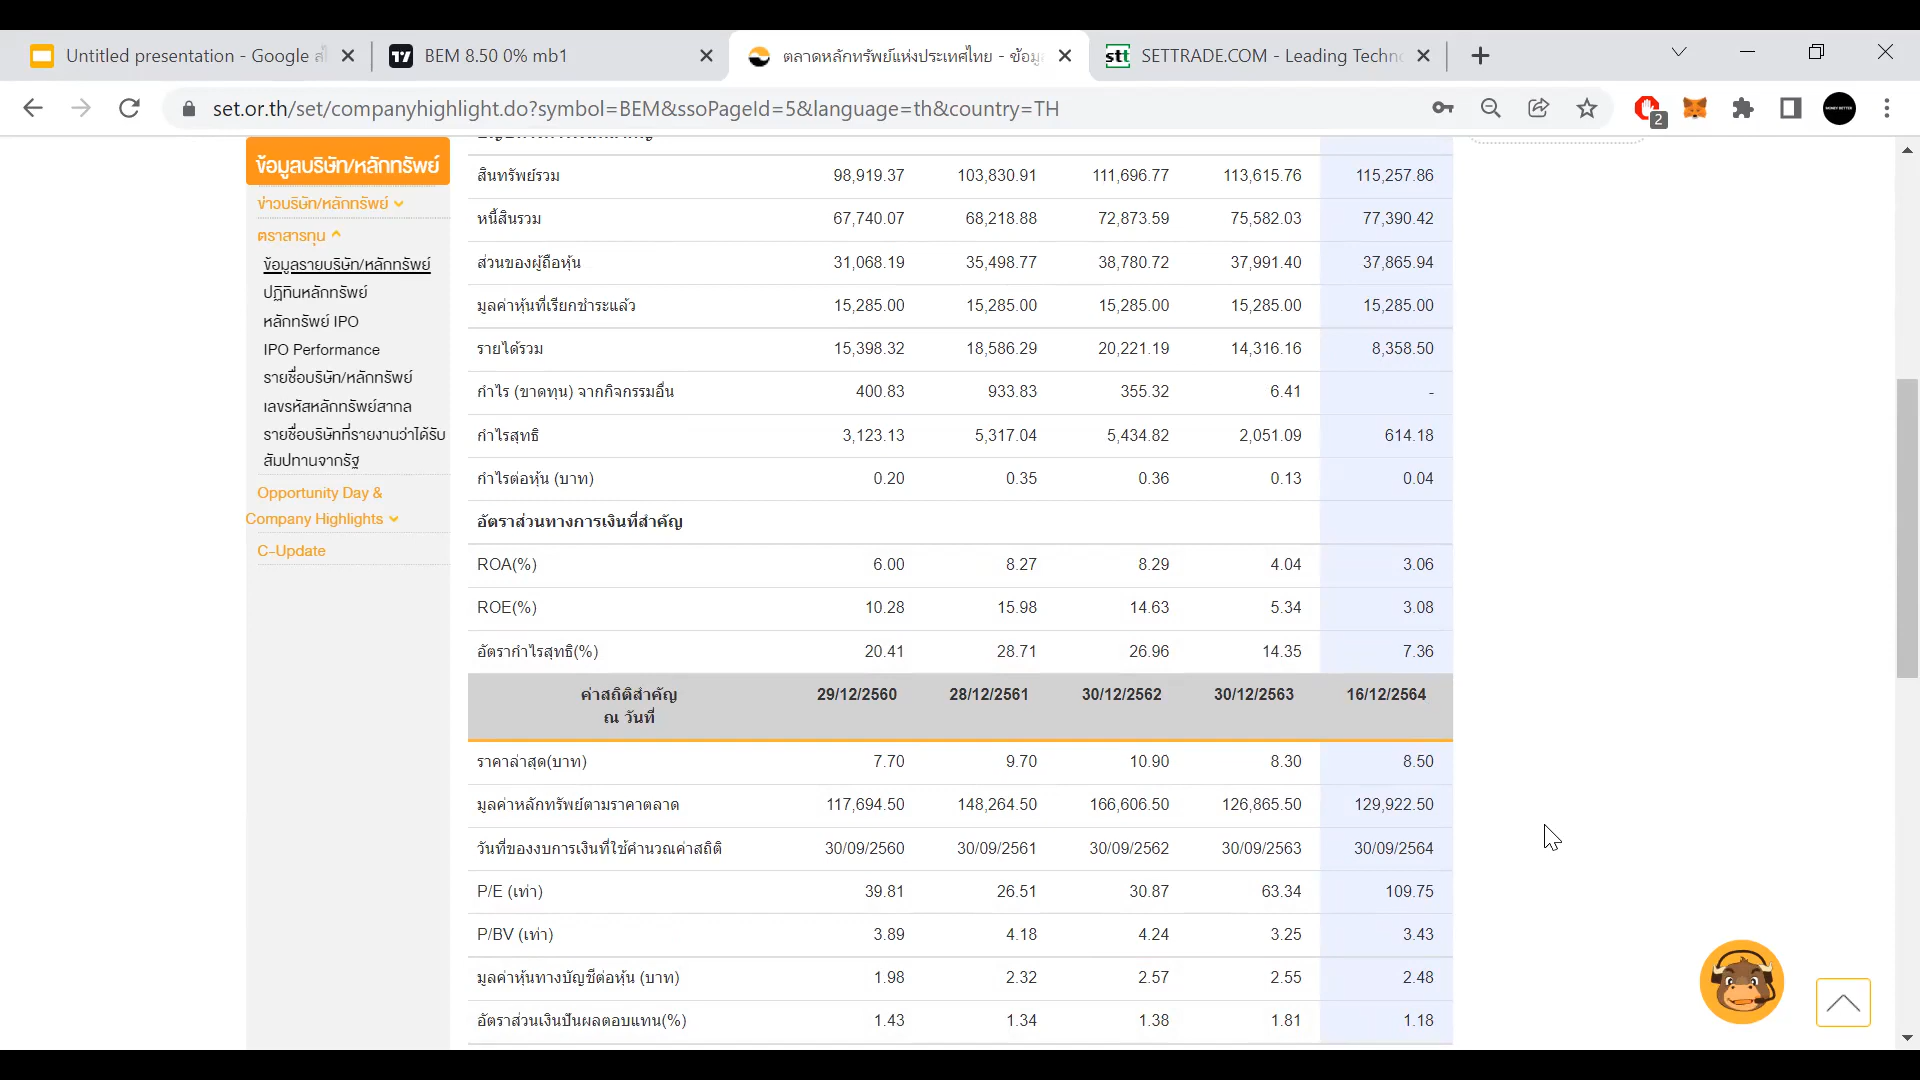 Untitled presentation - Google ส
BEM 8.50 0% mb1
ตลาดหลักทรัพย์แห่งประเทศไทย - ข้อมู
stt SETTRADE.COM - Leading Techn
set.or.th/set/companyhighlight.do?symbol=BEM&ssoPageId=5&language=th&country=TH
2
ข้อมูลบริษัท/หลักทรัพย์
ข่าวบริษัท/หลักทรัพย์
ตราสารทุน
ข้อมูลรายบริษัท/หลักทรัพย์
ปฏิทินหลักทรัพย์
หลักทรัพย์ IPO
IPO Performance
รายชื่อบริษัท/หลักทรัพย์
เลขรหัสหลักทรัพย์สากล
รายชื่อบริษัทที่รายงานว่าได้รับ
สัมปทานจากรัฐ
Opportunity Day &
Company Highlights
C-Update
สินทรัพย์รวม 98,919.37 103,830.91 111,696.77 113,615.76 115,257.86
หนี้สินรวม 67,740.07 68,218.88 72,873.59 75,582.03 77,390.42
ส่วนของผู้ถือหุ้น 31,068.19 35,498.77 38,780.72 37,991.40 37,865.94
มูลค่าหุ้นที่เรียกชำระแล้ว 15,285.00 15,285.00 15,285.00 15,285.00 15,285.00
รายได้รวม 15,398.32 18,586.29 20,221.19 14,316.16 8,358.50
กำไร (ขาดทุน) จากกิจกรรมอื่น 400.83 933.83 355.32 6.41 -
กำไรสุทธิ 3,123.13 5,317.04 5,434.82 2,051.09 614.18
กำไรต่อหุ้น (บาท) 0.20 0.35 0.36 0.13 0.04
อัตราส่วนทางการเงินที่สำคัญ
ROA(%) 6.00 8.27 8.29 4.04 3.06
ROE(%) 10.28 15.98 14.63 5.34 3.08
อัตรากำไรสุทธิ(%) 20.41 28.71 26.96 14.35 7.36
ค่าสถิติสำคัญ 29/12/2560 28/12/2561 30/12/2562 30/12/2563 16/12/2564
ณ วันที่
ราคาล่าสุด(บาท) 7.70 9.70 10.90 8.30 8.50
มูลค่าหลักทรัพย์ตามราคาตลาด 117,694.50 148,264.50 166,606.50 126,865.50 129,922.50
วันที่ของงบการเงินที่ใช้คำนวณค่าสถิติ 30/09/2560 30/09/2561 30/09/2562 30/09/2563 30/09/2564
P/E (เท่า) 39.81 26.51 30.87 63.34 109.75
P/BV (เท่า) 3.89 4.18 4.24 3.25 3.43
มูลค่าหุ้นทางบัญชีต่อหุ้น (บาท) 1.98 2.32 2.57 2.55 2.48
อัตราส่วนเงินปันผลตอบแทน(%) 1.43 1.34 1.38 1.81 1.18